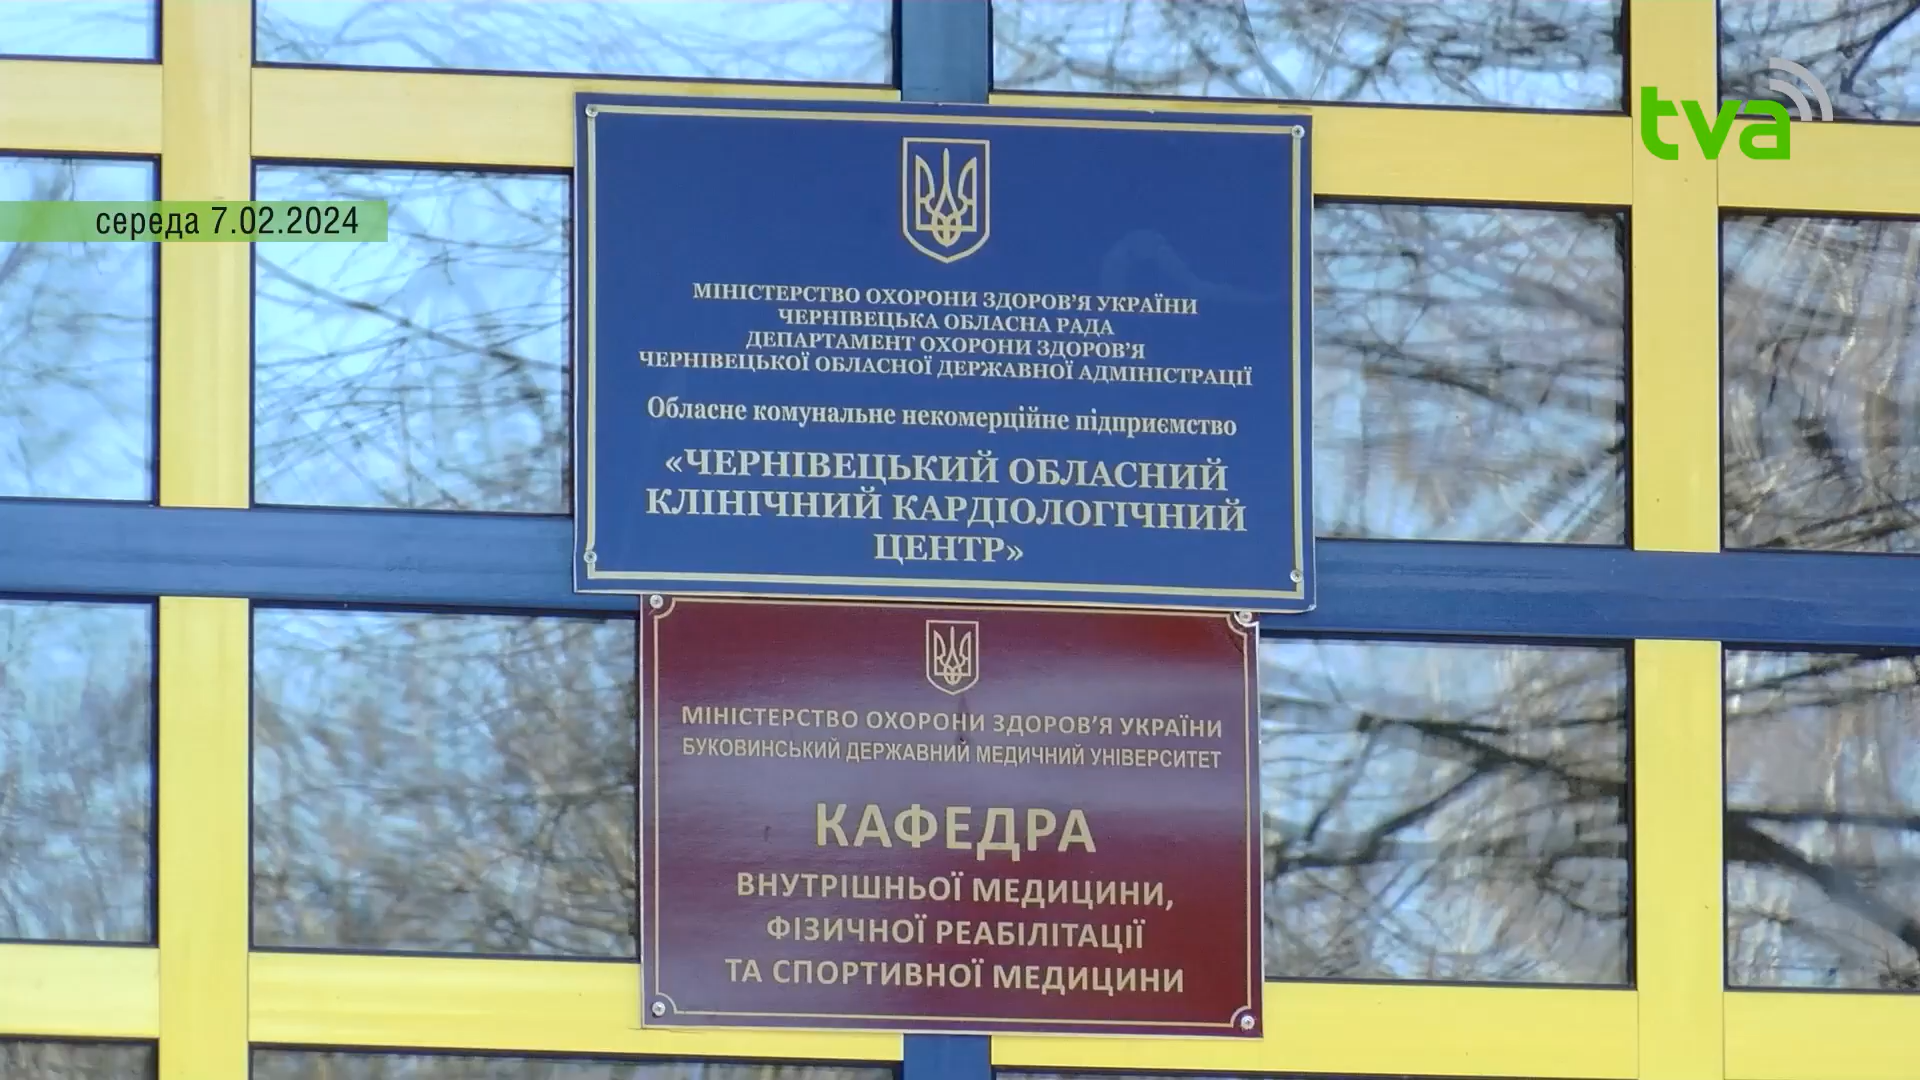 tva
середа 7.02.2024
МІНІСТЕРСТВО ОХОРОНИ ЗДОРОВ'Я УКРАЇНИ
ЧЕРНІВЕЦЬКА ОБЛАСНА РАДА
ДЕПАРТАМЕНТ ОХОРОНИ ЗДОРОВ'Я
ЧЕРНІВЕЦЬКОЇ ОБЛАСНОЇ ДЕРЖАВНОЇ АДМІНІСТРАЦІЇ
Обласне комунальне некомерційне підприємство
«ЧЕРНІВЕЦЬКИЙ ОБЛАСНИЙ
КЛІНІЧНИЙ КАРДІОЛОГІЧНИЙ
ЦЕНТР»
МІНІСТЕРСТВО ОХОРОНИ ЗДОРОВ'Я УКРАЇНИ
БУКОВИНСЬКИЙ ДЕРЖАВНИЙ МЕДИЧНИЙ УНІВЕРСИТЕТ
КАФЕДРА
ВНУТРІШНЬОЇ МЕДИЦИНИ,
ФІЗИЧНОЇ РЕАБІЛІТАЦІЇ
ТА СПОРТИВНОЇ МЕДИЦИНИ